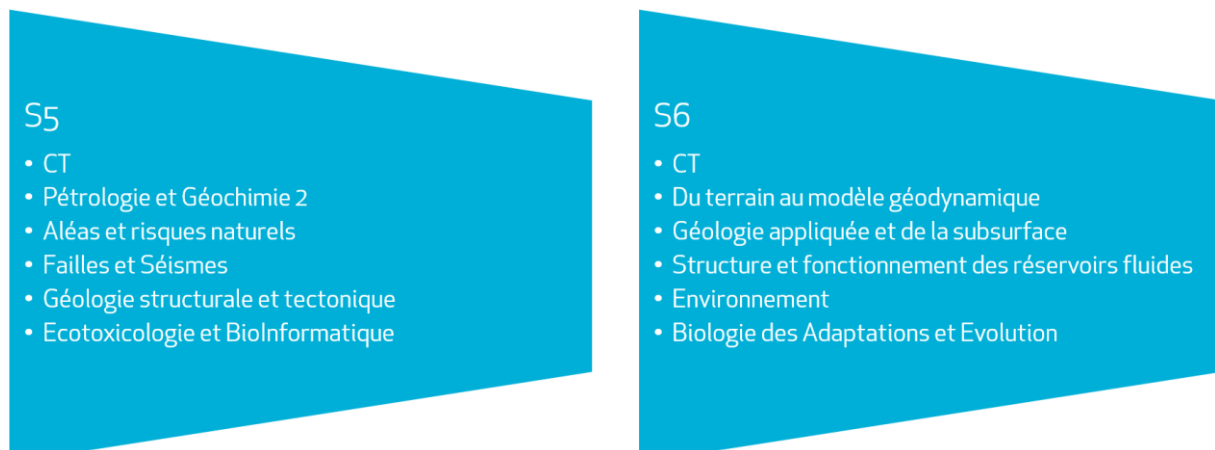 S5
• CT
• Pétrologie et Géochimie 2
• Aléas et risques naturels
• Failles et Séismes
• Géologie structurale et tectonique
• Ecotoxicologie et BioInformatique
S6
• CT
• Du terrain au modèle géodynamique
• Géologie appliquée et de la subsurface
• Structure et fonctionnement des réservoirs fluides
• Environnement
• Biologie des Adaptations et Evolution